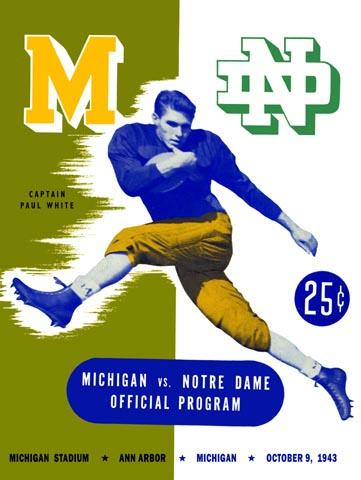 M
ND
CAPTAIN
PAUL WHITE
25¢
MICHIGAN VS. NOTRE DAME
OFFICIAL PROGRAM
MICHIGAN STADIUM ★ ANN ARBOR ★ MICHIGAN ★ OCTOBER 9, 1943